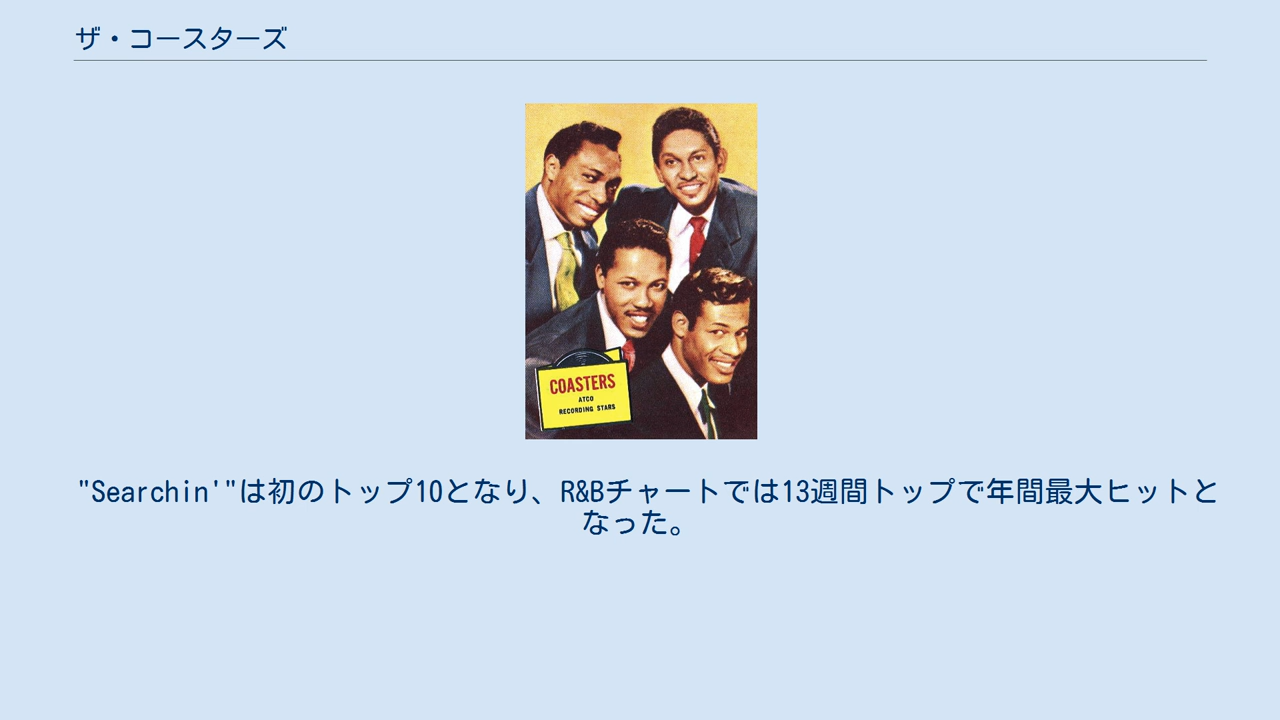 ザ・コースターズ
COASTERS
ATCO
RECORDING STARS
"Searchin'"は初のトップ10となり、R&Bチャートでは13週間トップで年間最大ヒットと
なった。